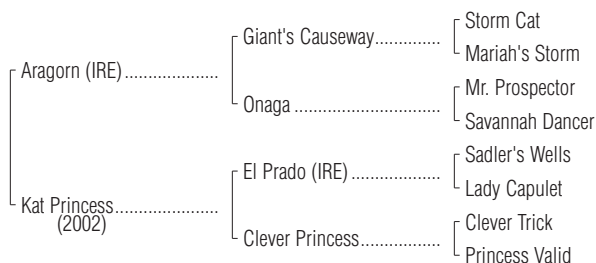 Storm Cat
Giant's Causeway
Mariah's Storm
Aragorn (IRE)
Mr. Prospector
Onaga
Savannah Dancer
Sadler's Wells
El Prado (IRE)
Lady Capulet
Kat Princess
(2002)
Clever Trick
Clever Princess
Princess Valid